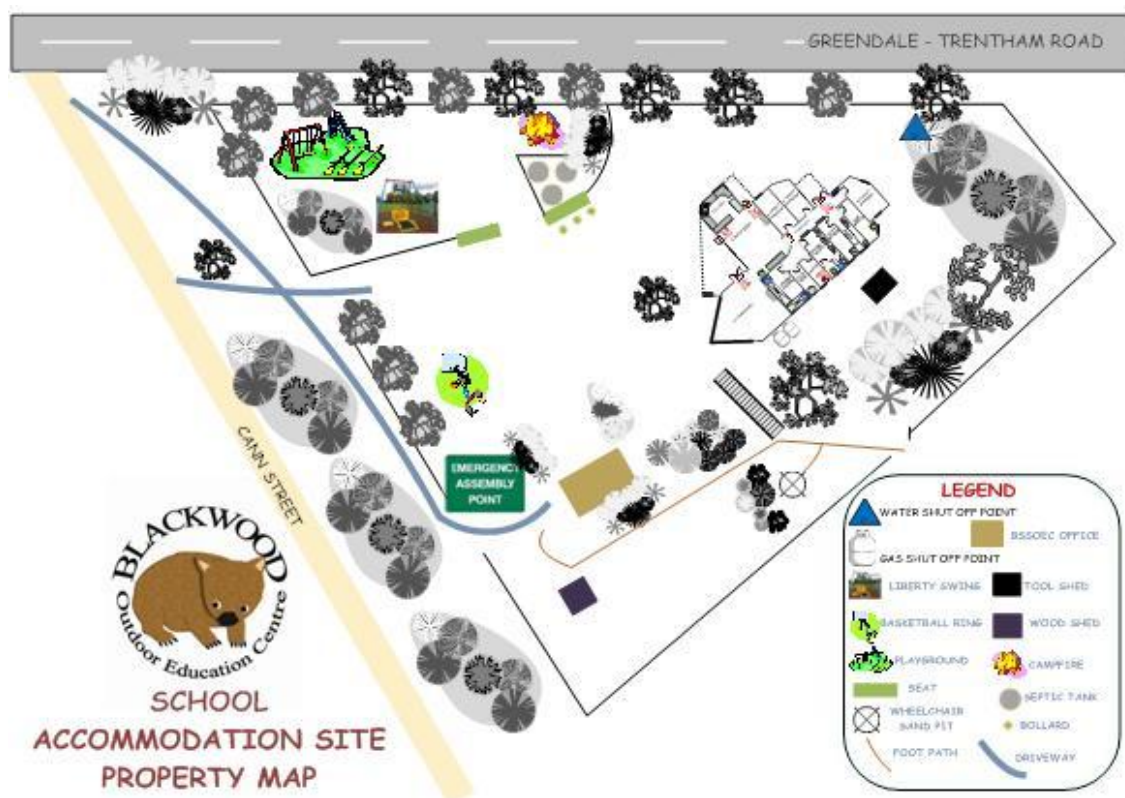 GREENDALE - TRENTHAM ROAD
CANN STREET
EMERGENCY
ASSEMBLY
POINT
BLACKWOOD
Outdoor Education Centre
SCHOOL
ACCOMMODATION SITE
PROPERTY MAP
LEGEND
WATER SHUT OFF POINT
BSSOEC OFFICE
GAS SHUT OFF POINT
LIBERTY SWING
TOOL SHED
BASKETBALL RING
WOOD SHED
PLAYGROUND
CAMPFIRE
SEAT
SEPTIC TANK
WHEELCHAIR
SAND PIT
BOLLARD
FOOT PATH
DRIVEWAY